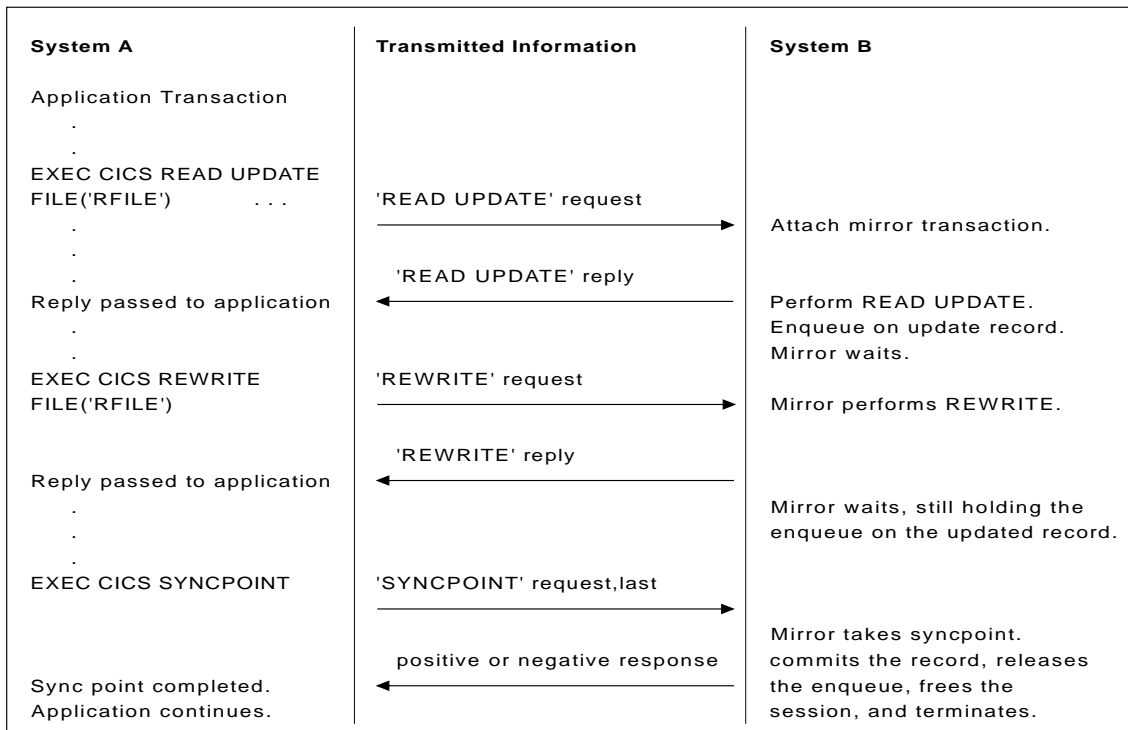 System A
Transmitted Information
System B
Application Transaction
.
.
EXEC CICS READ UPDATE
FILE('RFILE') . . .
'READ UPDATE' request
.
Attach mirror transaction.
.
.
'READ UPDATE' reply
Reply passed to application
Perform READ UPDATE.
.
Enqueue on update record.
.
Mirror waits.
EXEC CICS REWRITE
'REWRITE' request
FILE('RFILE')
Mirror performs REWRITE.
'REWRITE' reply
Reply passed to application
.
Mirror waits, still holding the
.
enqueue on the updated record.
.
EXEC CICS SYNCPOINT
'SYNCPOINT' request,last
Mirror takes syncpoint.
positive or negative response
commits the record, releases
Sync point completed.
the enqueue, frees the
Application continues.
session, and terminates.